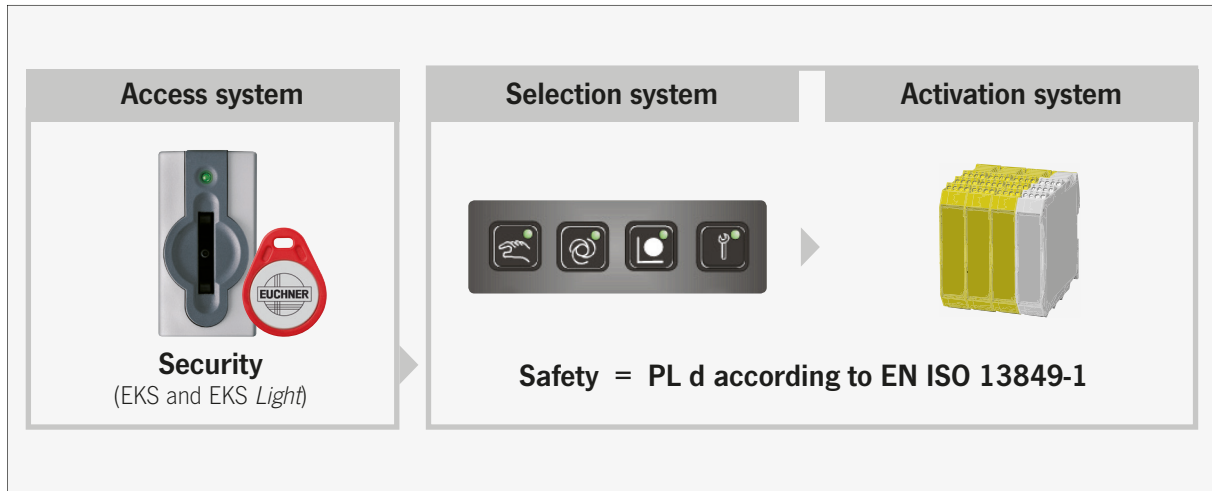 Access system
Selection system
Activation system
EUCHNER
Security
(EKS and EKS Light)
Safety = PL d according to EN ISO 13849-1